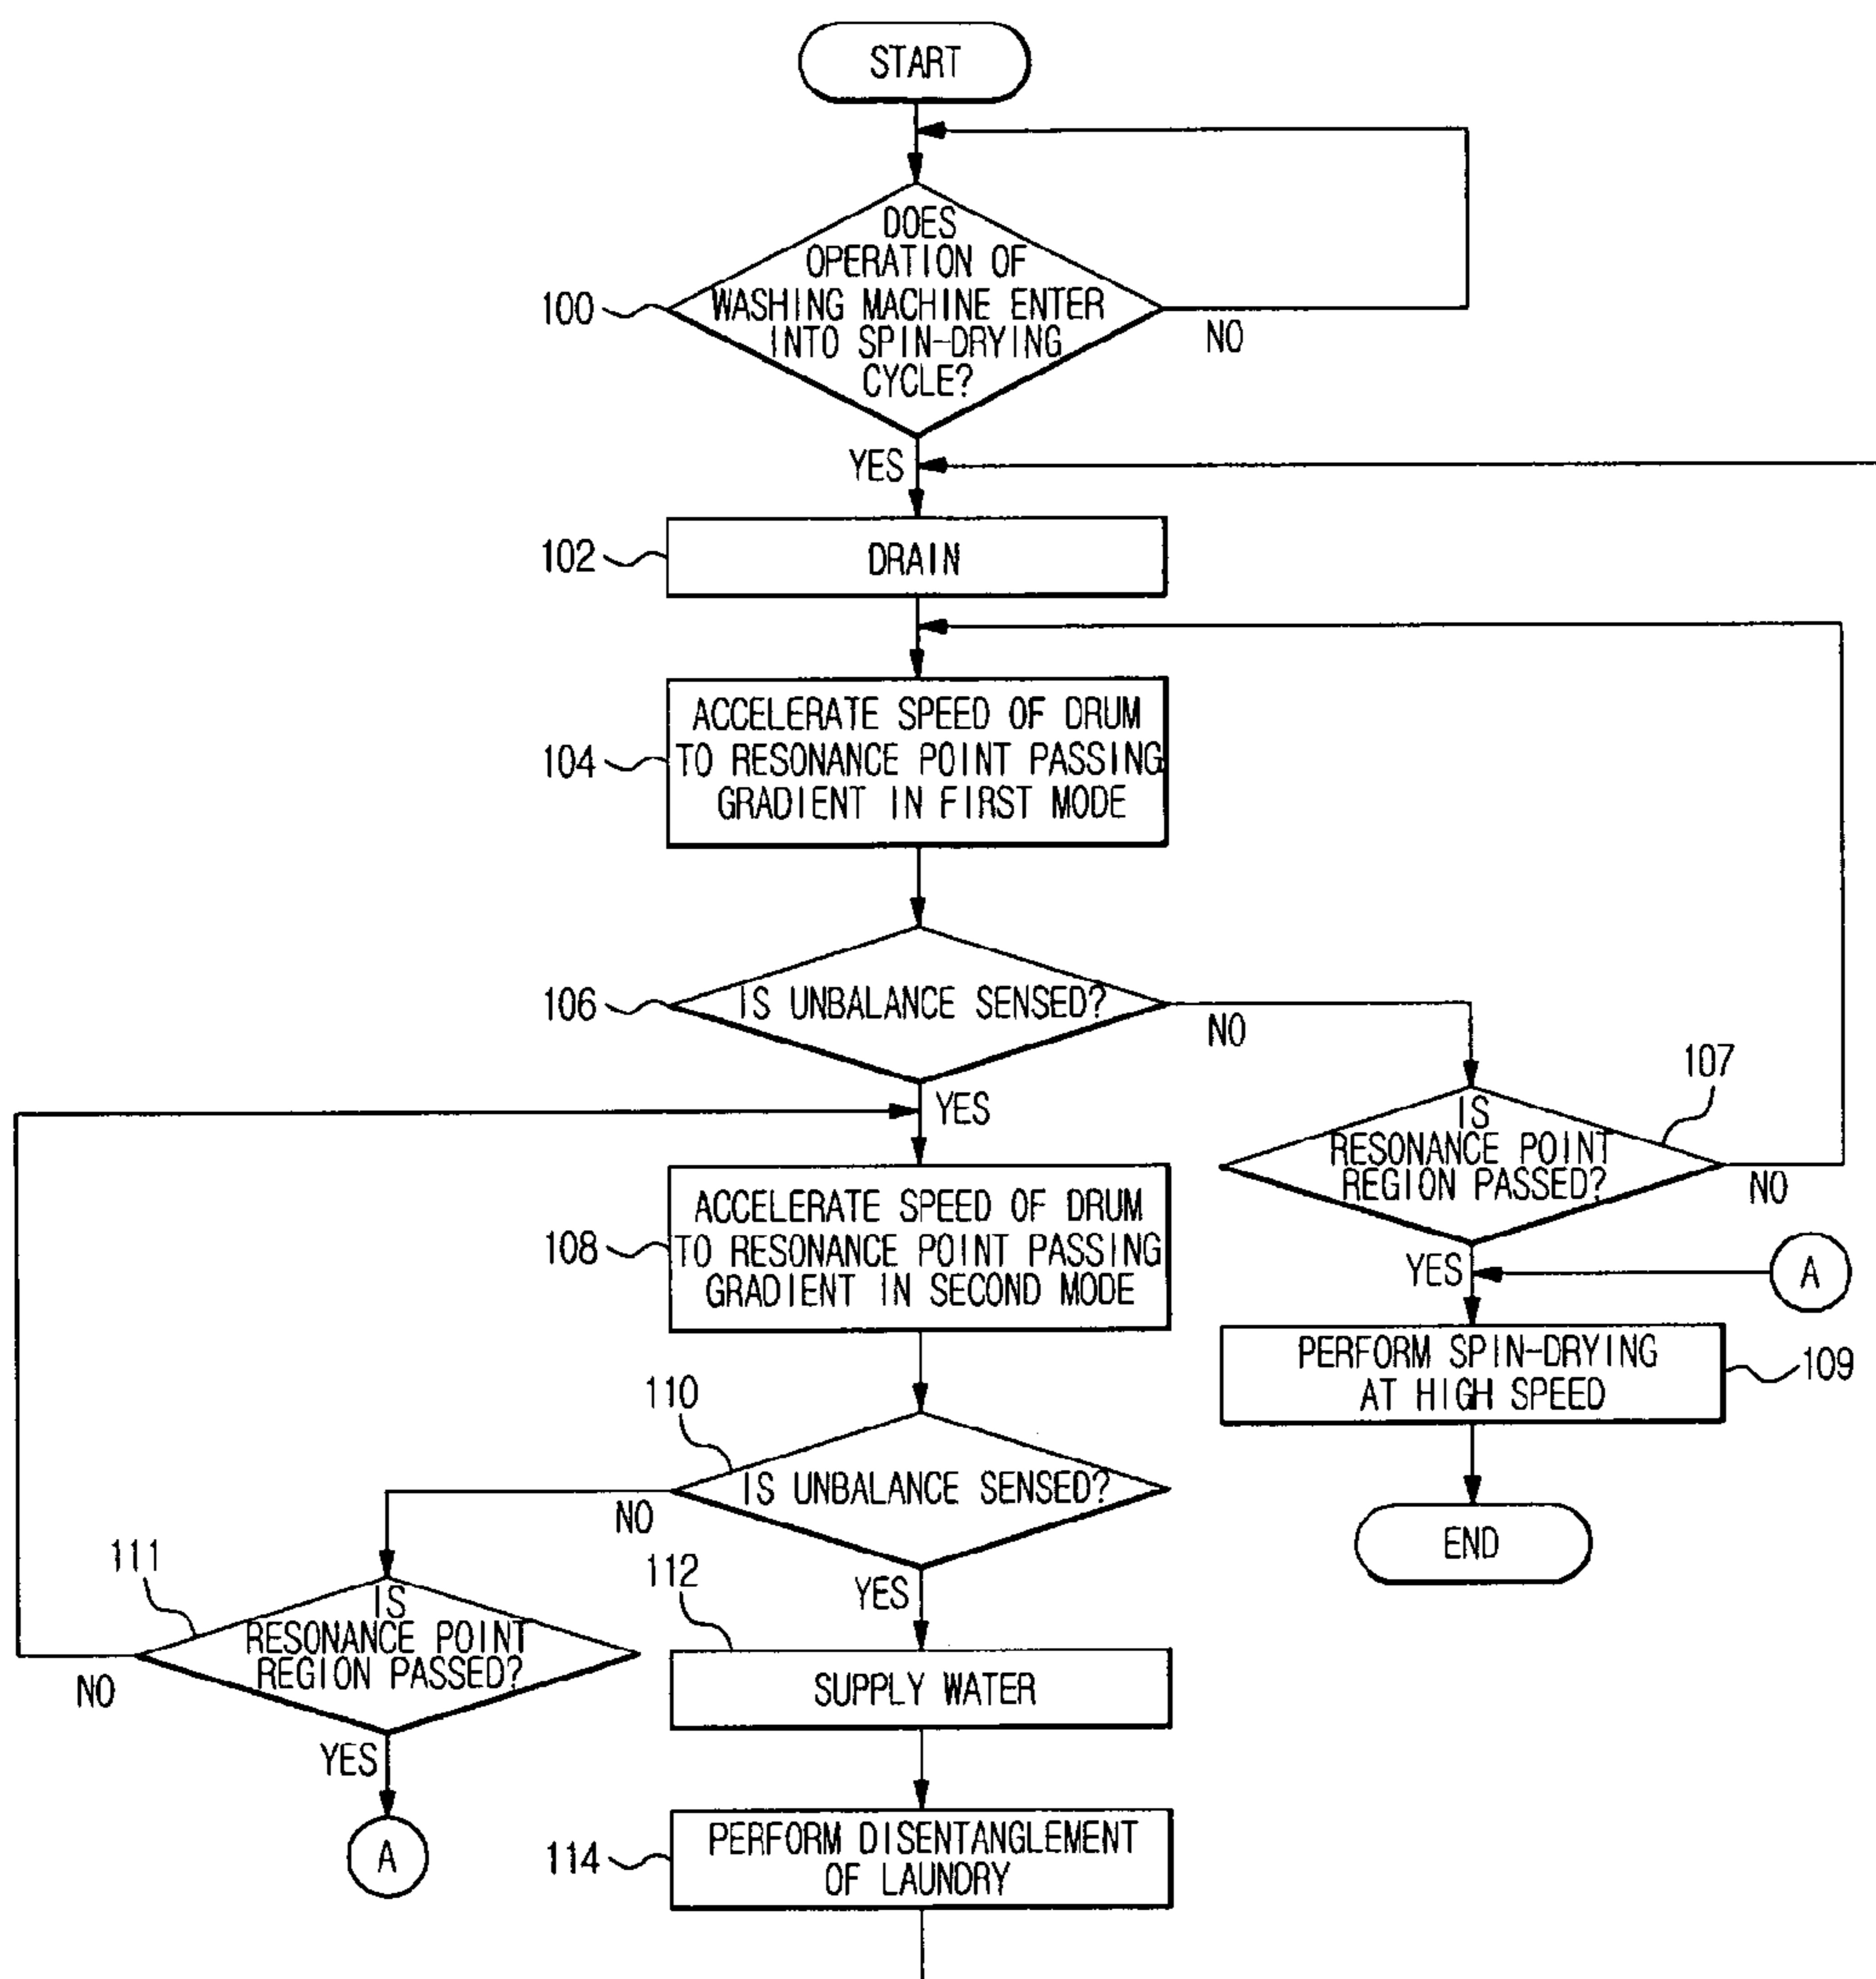 START
DOES
OPERATION OF
WASHING MACHINE ENTER
INTO SPIN-DRYING
CYCLE?
100
NO
YES
102
DRAIN
104
ACCELERATE SPEED OF DRUM
TO RESONANCE POINT PASSING
GRADIENT IN FIRST MODE
106
IS UNBALANCE SENSED?
NO
YES
107
IS
RESONANCE POINT
REGION PASSED?
NO
YES
A
108
ACCELERATE SPEED OF DRUM
TO RESONANCE POINT PASSING
GRADIENT IN SECOND MODE
PERFORM SPIN-DRYING
AT HIGH SPEED
109
END
110
IS UNBALANCE SENSED?
NO
YES
111
IS
RESONANCE POINT
REGION PASSED?
NO
YES
A
112
SUPPLY WATER
114
PERFORM DISENTANGLEMENT
OF LAUNDRY